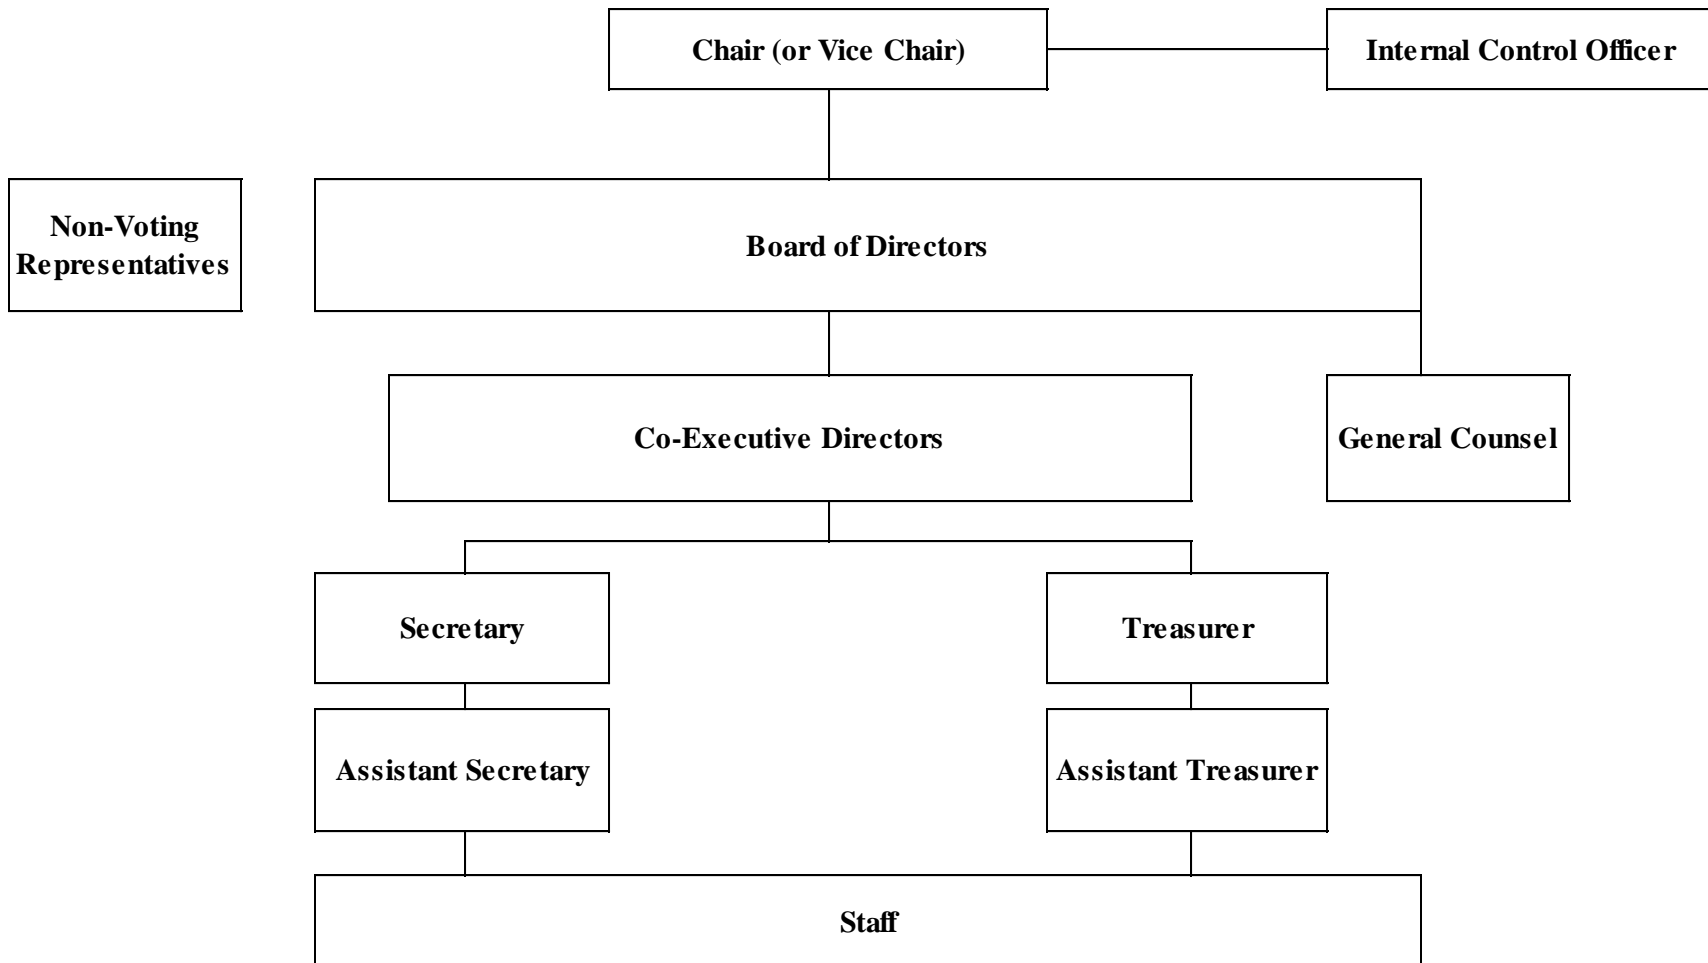 Chair (or Vice Chair)
Internal Control Officer
Non-Voting
Representatives
Board of Directors
Co-Executive Directors
General Counsel
Secretary
Treasurer
Assistant Secretary
Assistant Treasurer
Staff